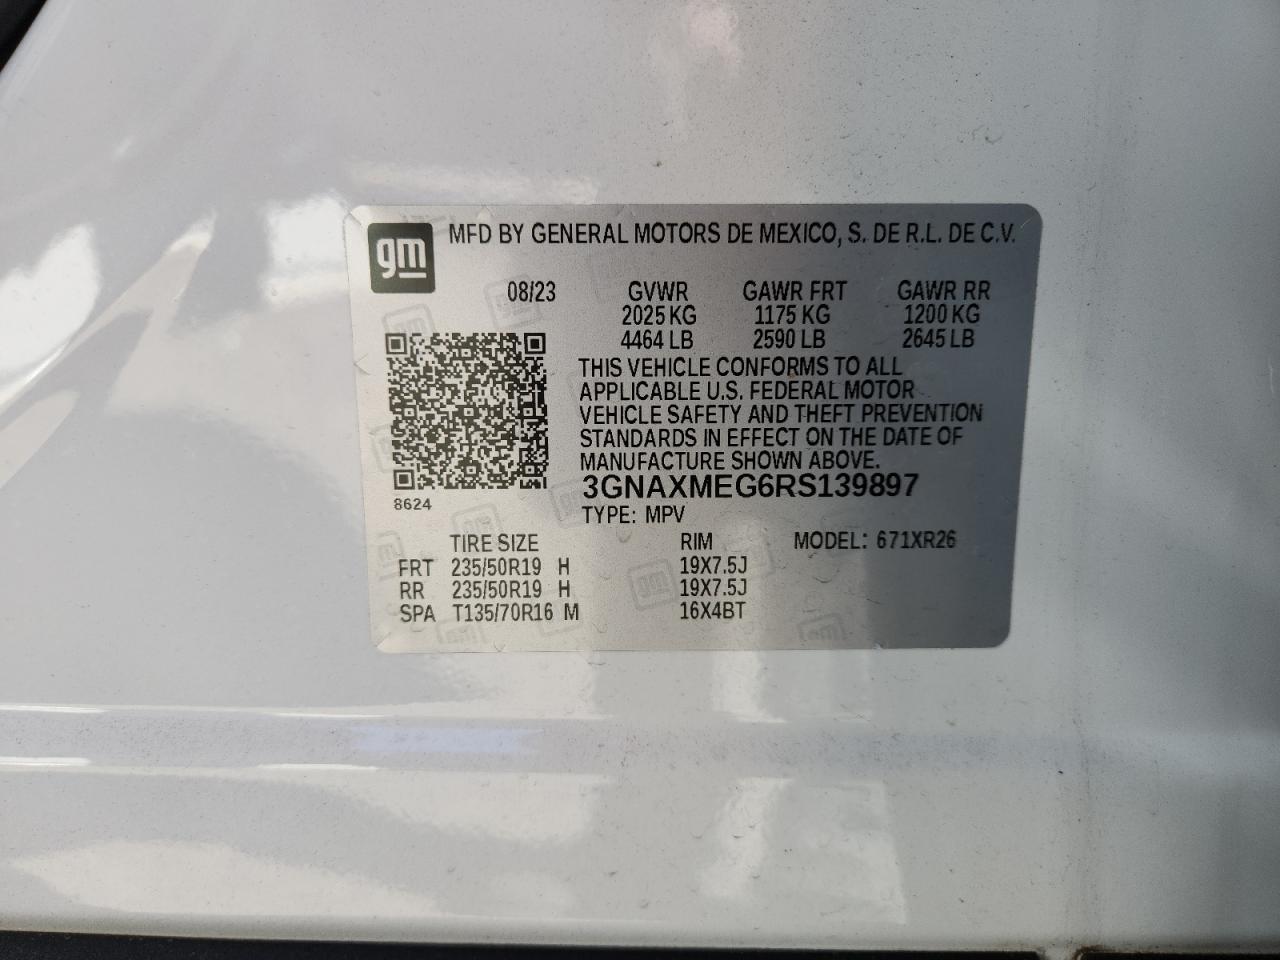 gm
MFD BY GENERAL MOTORS DE MEXICO, S. DE R.L. DE C.V.
08/23 GVWR GAWR FRT GAWR RR
2025 KG 1175 KG 1200 KG
4464 LB 2590 LB 2645 LB
THIS VEHICLE CONFORMS TO ALL
APPLICABLE U.S. FEDERAL MOTOR
VEHICLE SAFETY AND THEFT PREVENTION
STANDARDS IN EFFECT ON THE DATE OF
MANUFACTURE SHOWN ABOVE.
3GNAXMEG6RS139897
8624
TYPE: MPV
TIRE SIZE RIM MODEL: 671XR26
FRT 235/50R19 H 19X7.5J
RR 235/50R19 H 19X7.5J
SPA T135/70R16 M 16X4BT